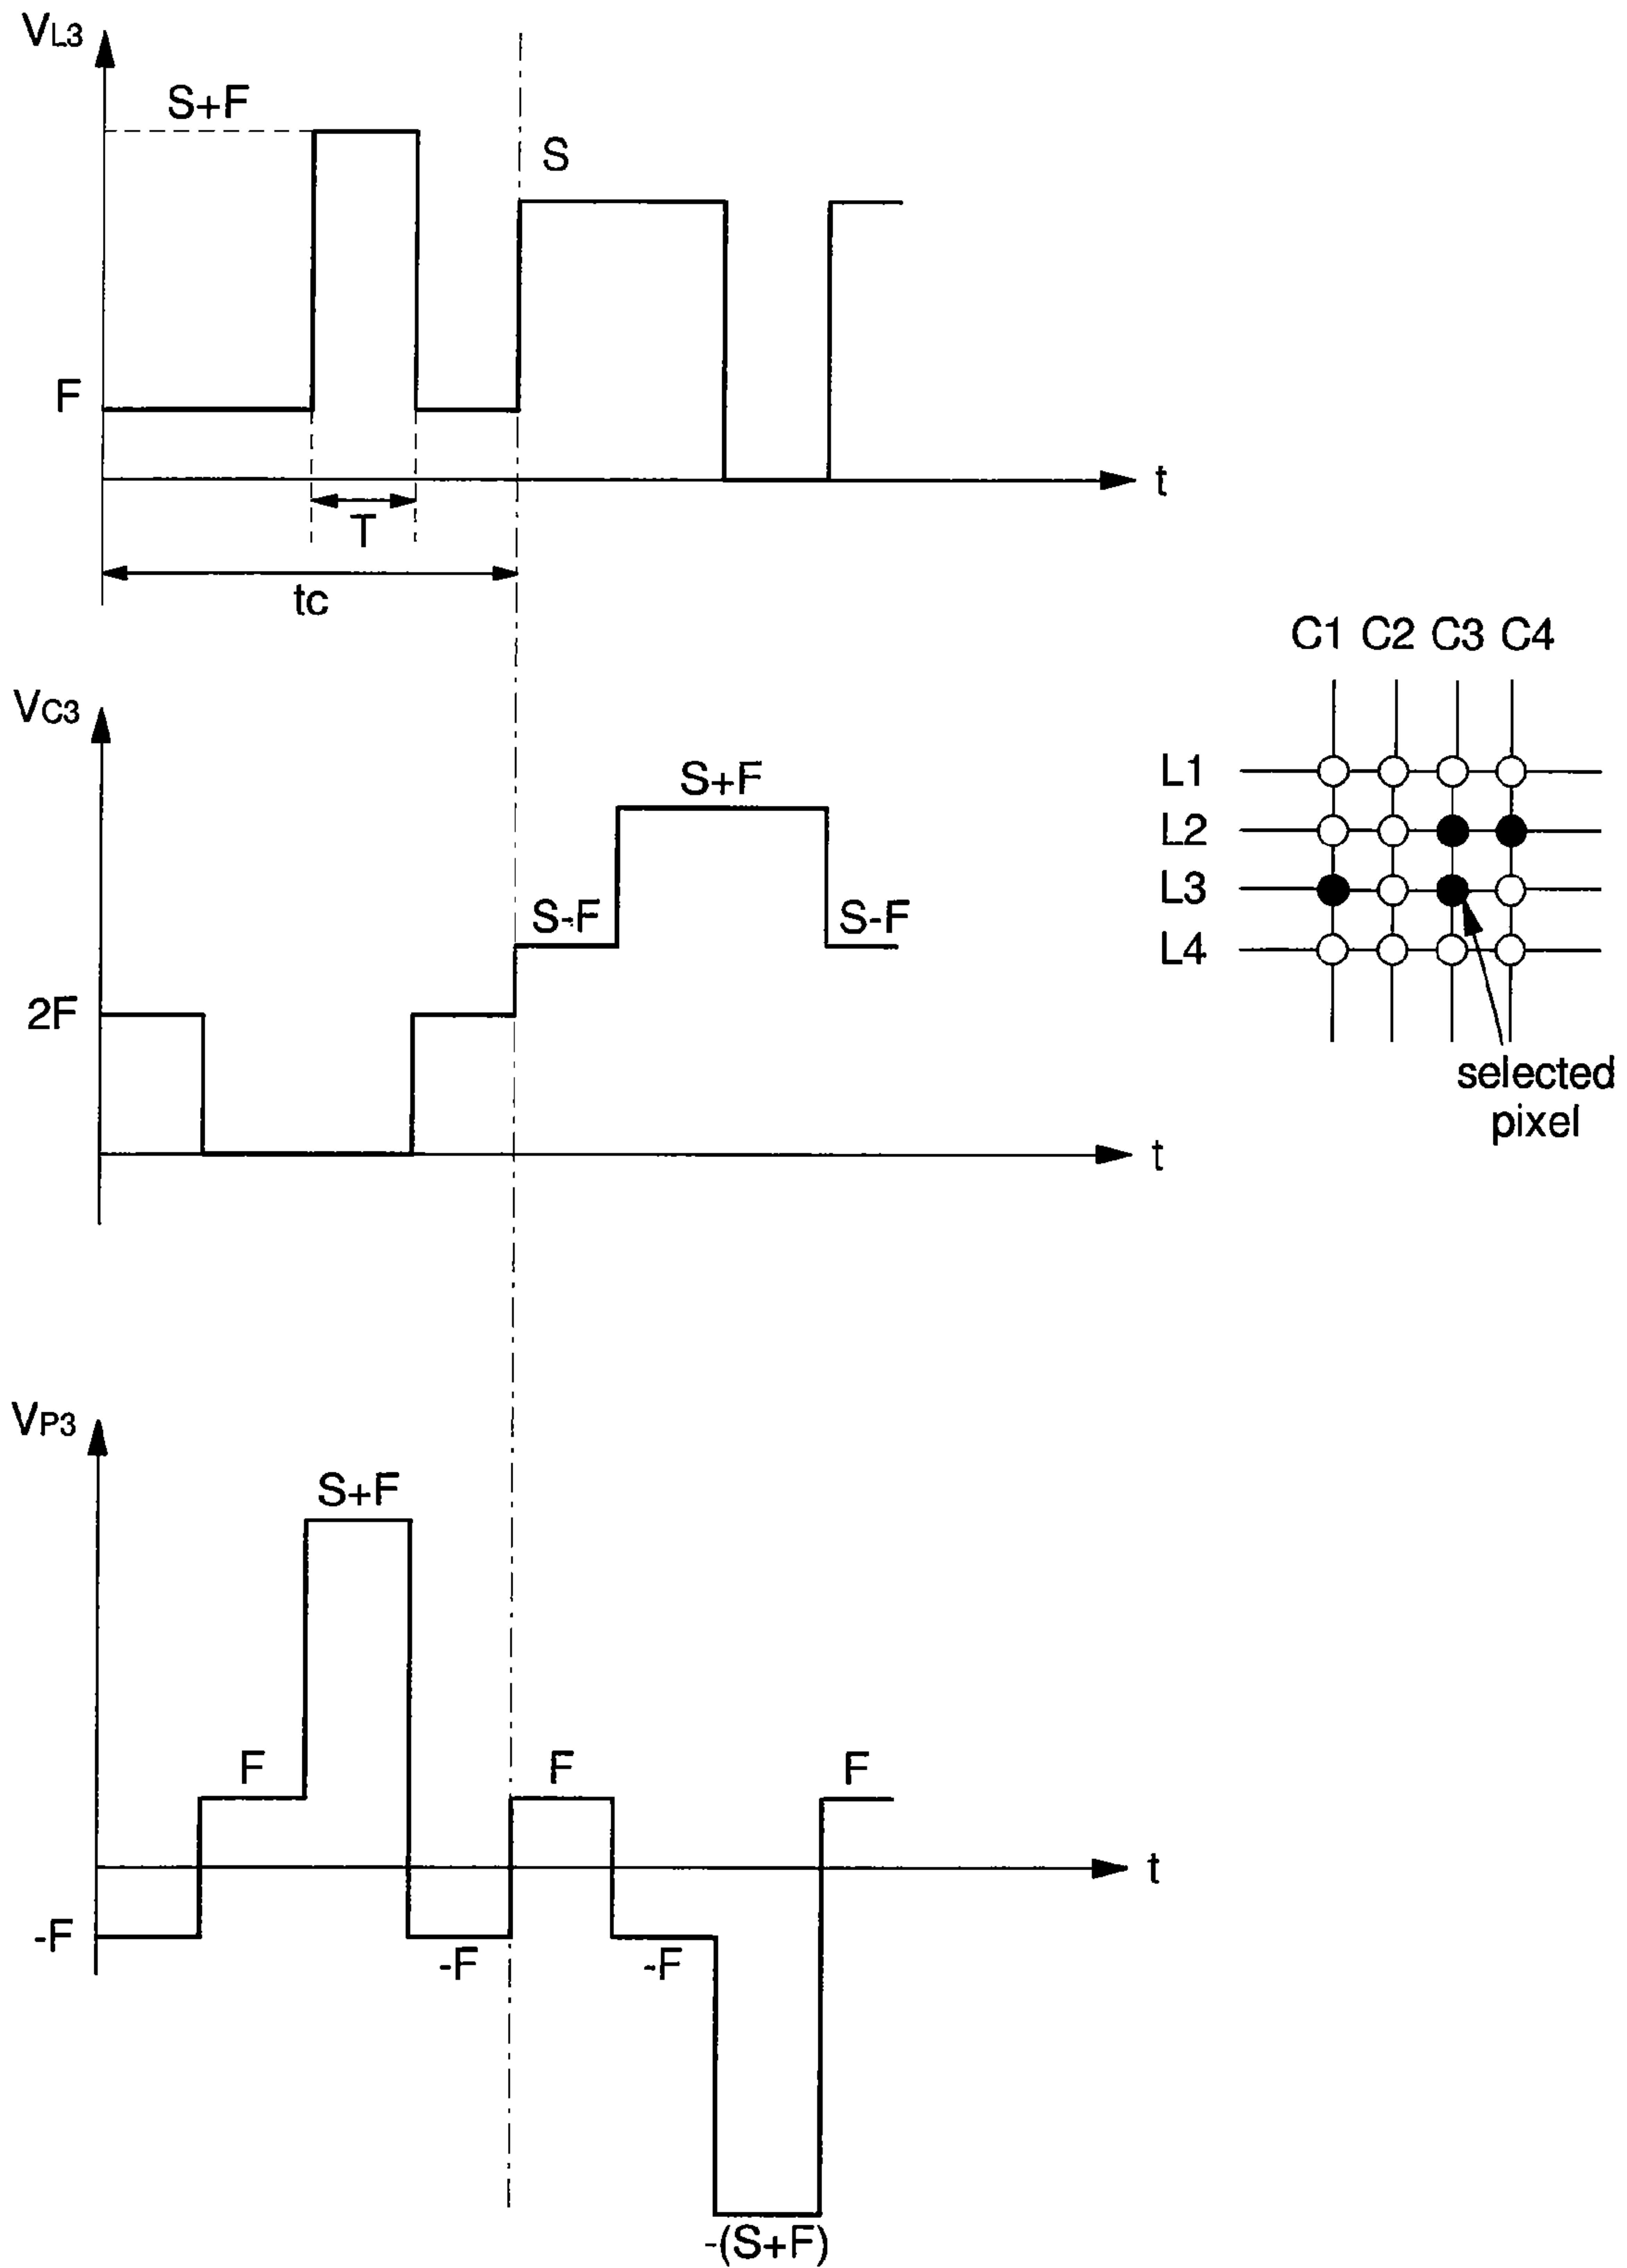 VL3
S+F
S
F
t
T
tc
C1 C2 C3 C4
VC3
S+F
L1
L2
S-F
S-F
L3
L4
2F
selected
pixel
t
VP3
S+F
F
F
F
t
-F
-F
-F
-(S+F)